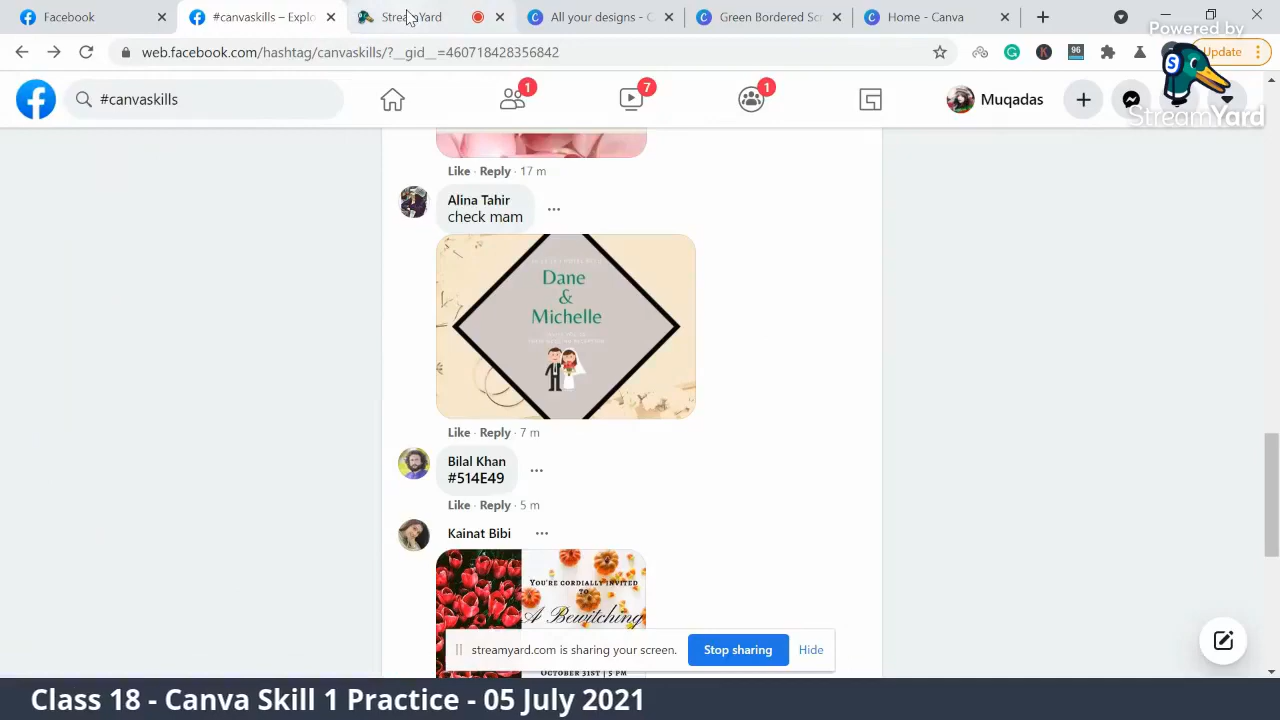 Facebook
#canvaskills – Explo
StreamYard
All your designs - C
Green Bordered Sc
Home - Canva
web.facebook.com/hashtag/canvaskills/?__gid__=460718428356842
96
Update
Powered by
StreamYard
#canvaskills
1
7
1
Muqadas
Like · Reply · 17 m
Alina Tahir
check mam
Dane
&
Michelle
Like · Reply · 7 m
Bilal Khan
#514E49
Like · Reply · 5 m
Kainat Bibi
YOU'RE CORDIALLY INVITED
TO
A Bewitching
OCTOBER 31ST | 5 PM
streamyard.com is sharing your screen.
Stop sharing
Hide
Class 18 - Canva Skill 1 Practice - 05 July 2021